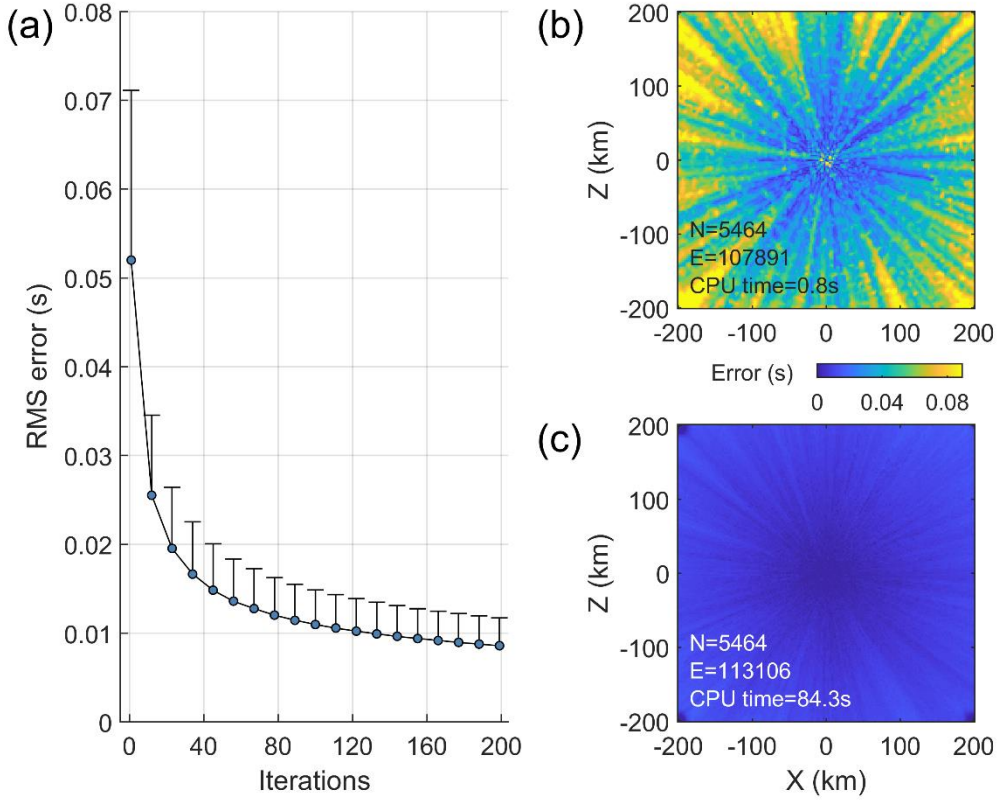 (a)
0.08
0.07
0.06
0.05
0.04
0.03
0.02
0.01
0
RMS error (s)
0 40 80 120 160 200
Iterations
(b)
200
100
0
-100
-200
Z (km)
N=5464
E=107891
CPU time=0.8s
-200 -100 0 100 200
Error (s)
0 0.04 0.08
(c)
200
100
0
-100
-200
Z (km)
N=5464
E=113106
CPU time=84.3s
-200 -100 0 100 200
X (km)